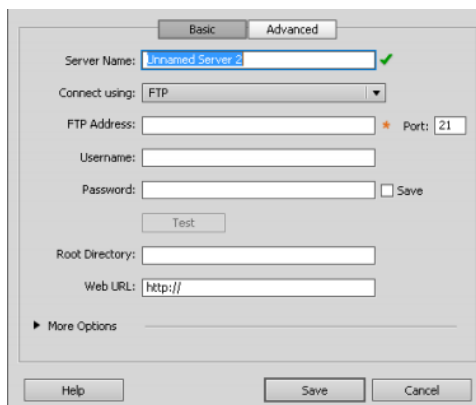 Basic Advanced
Server Name: Unnamed Server 2
Connect using: FTP
FTP Address: Port: 21
Username:
Password: Save
Test
Root Directory:
Web URL: http://
More Options
Help Save Cancel